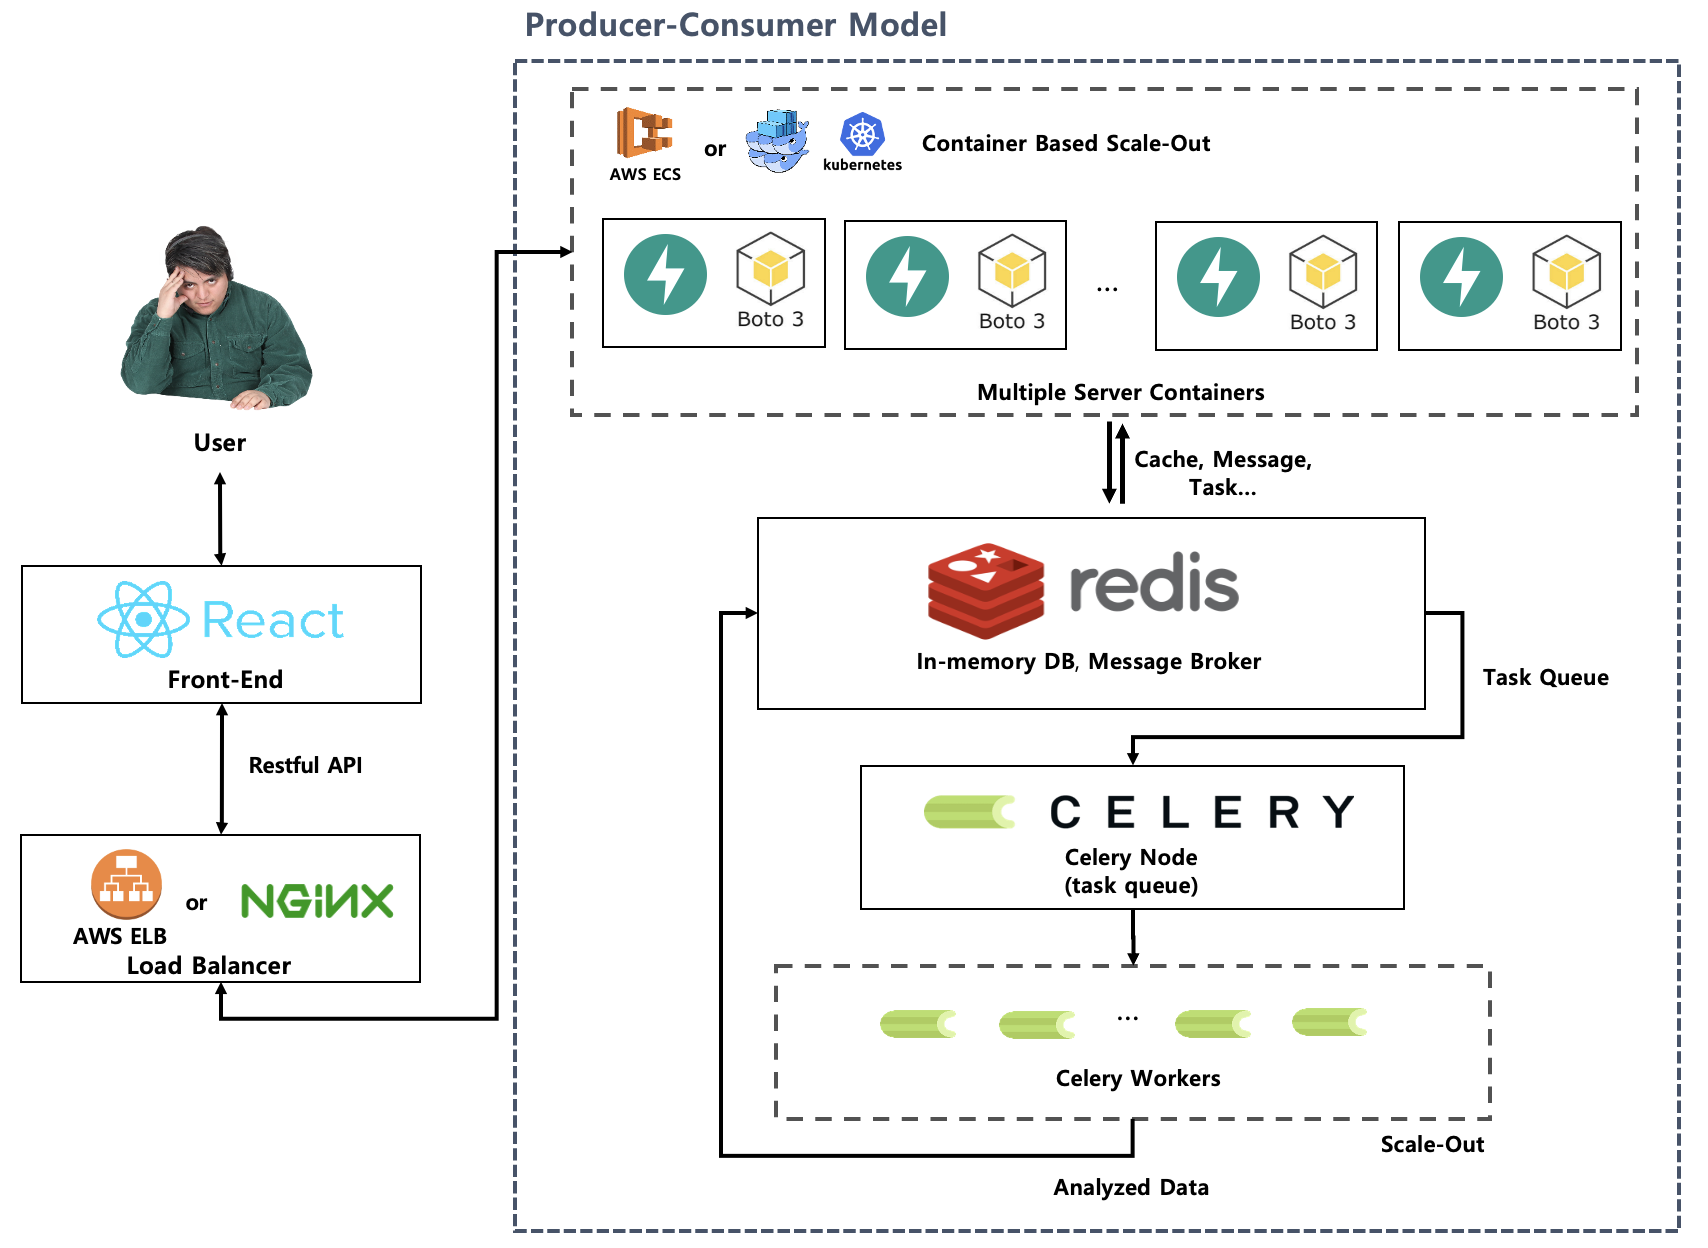 Producer-Consumer Model
AWS ECS
or
kubernetes
Container Based Scale-Out
Boto 3
Boto 3
...
Boto 3
Boto 3
Multiple Server Containers
Cache, Message,
Task...
User
redis
In-memory DB, Message Broker
React
Front-End
Task Queue
Restful API
CELERY
Celery Node
(task queue)
AWS ELB
or
NGINX
Load Balancer
...
Celery Workers
Scale-Out
Analyzed Data